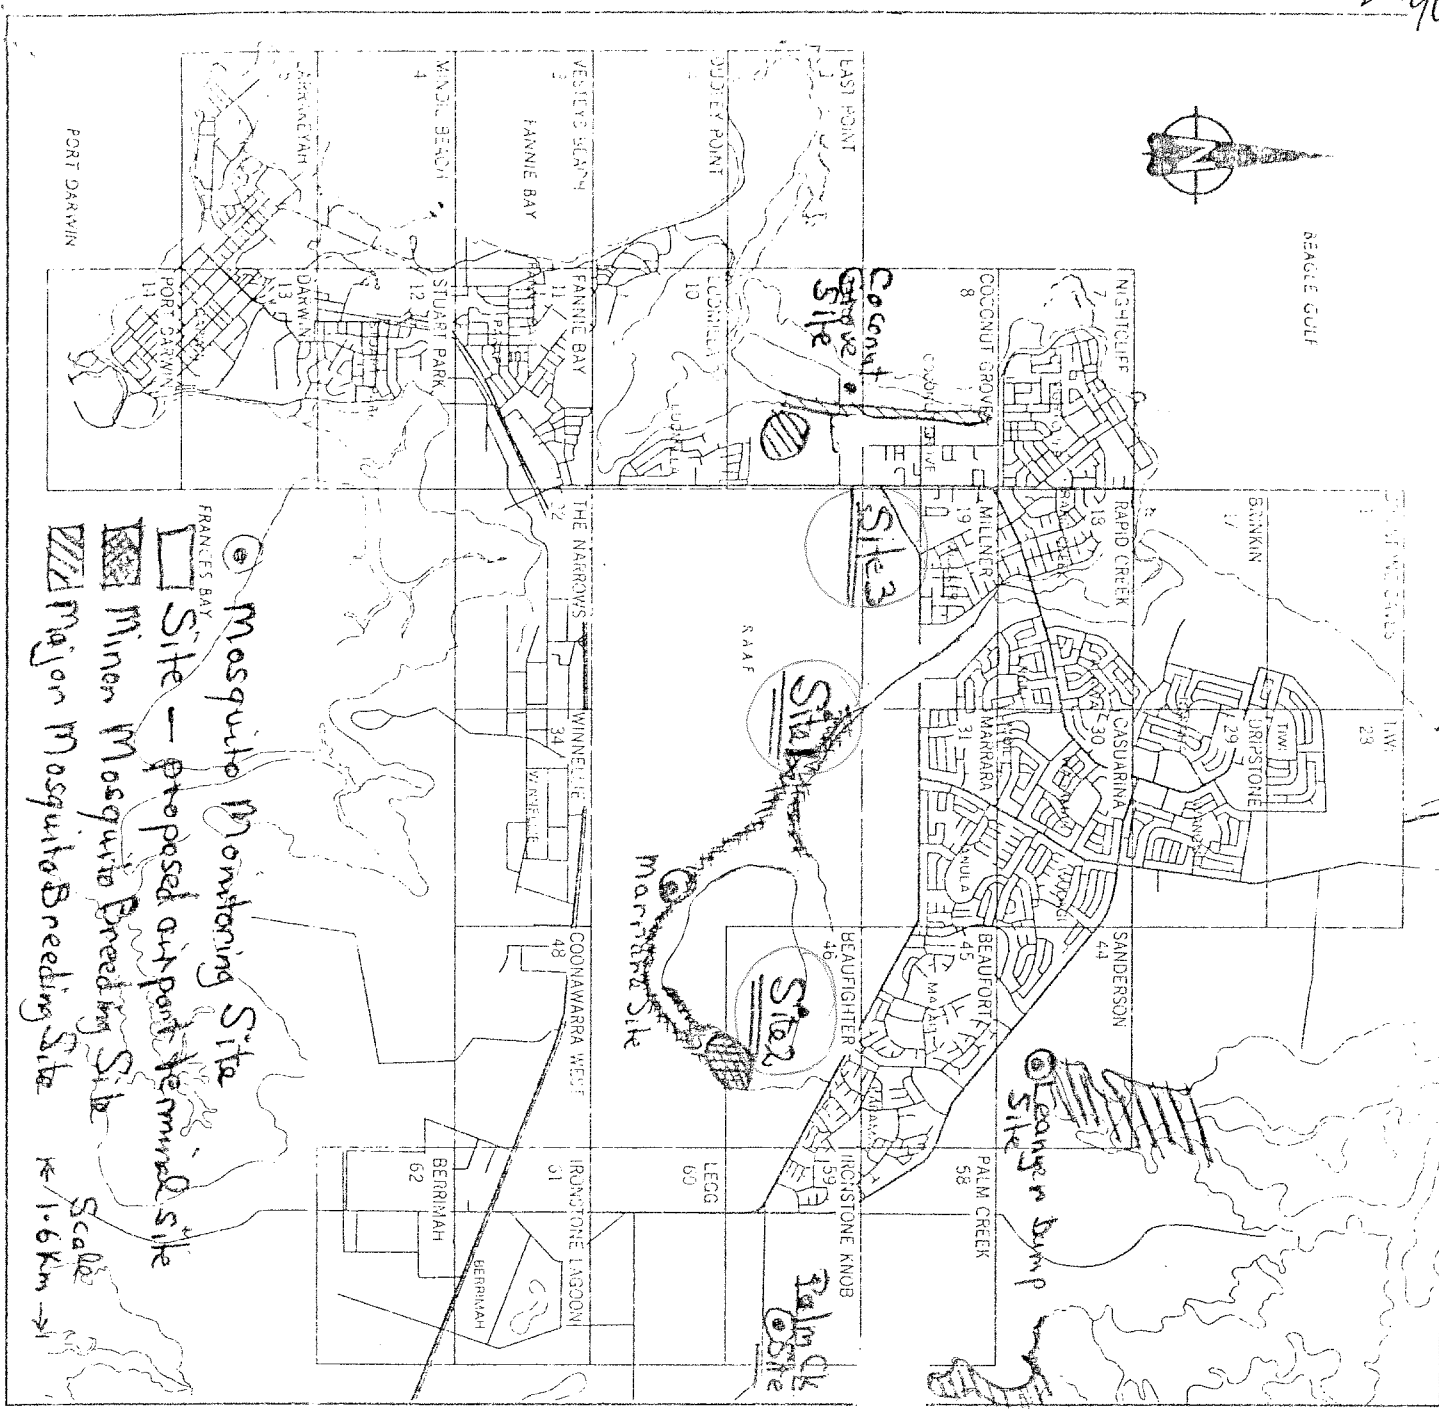 BEAGLE GULF
N
EAST POINT
1
DUDLEY POINT
VESTEYS BEACH
3
MINDIL BEACH
4
LARRAKEYAH
5
FANNIE BAY
PORT DARWIN
NIGHTCLIFF
7
COCONUT GROVE
8
Coconut
Grove
Site
LUDMILLA
10
FANNIE BAY
11
STUART PARK
12
DARWIN
13
PORT DARWIN
14
BRINKIN
17
RAPID CREEK
18
MILLNER
19
Site 3
THE NARROWS
22
FRANCES BAY
R.A.A.F
TIWI
23
TIWI
DRIPSTONE
29
CASUARINA
30
MARRARA
31
Site 1
WINNELLIE
34
WINNELLIE
Marrara Site
ANULA
WULAGI
MALAK
SANDERSON
44
BEAUFORT
45
BEAUFIGHTER
46
Site 2
COONAWARRA WEST
48
Leanyer Dump
Site
PALM CREEK
58
IRONSTONE KNOB
59
LEGG
60
IRONSTONE LAGOON
61
BERRIMAH
62
BERRIMAH
Palm Ck
Site
Mosquito Monitoring Site
Site – proposed airport terminal site
Minor Mosquito Breeding Site
Major Mosquito Breeding Site
Scale
1.6 Km